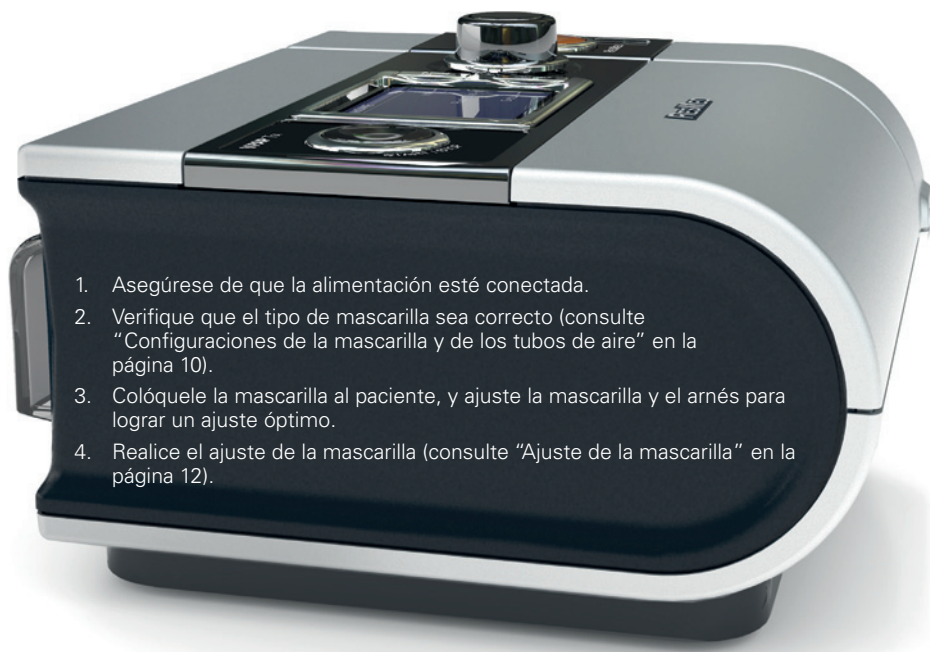 1. Asegúrese de que la alimentación esté conectada.
2. Verifique que el tipo de mascarilla sea correcto (consulte
"Configuraciones de la mascarilla y de los tubos de aire" en la
página 10).
3. Colóquele la mascarilla al paciente, y ajuste la mascarilla y el arnés para
lograr un ajuste óptimo.
4. Realice el ajuste de la mascarilla (consulte "Ajuste de la mascarilla" en la
página 12).